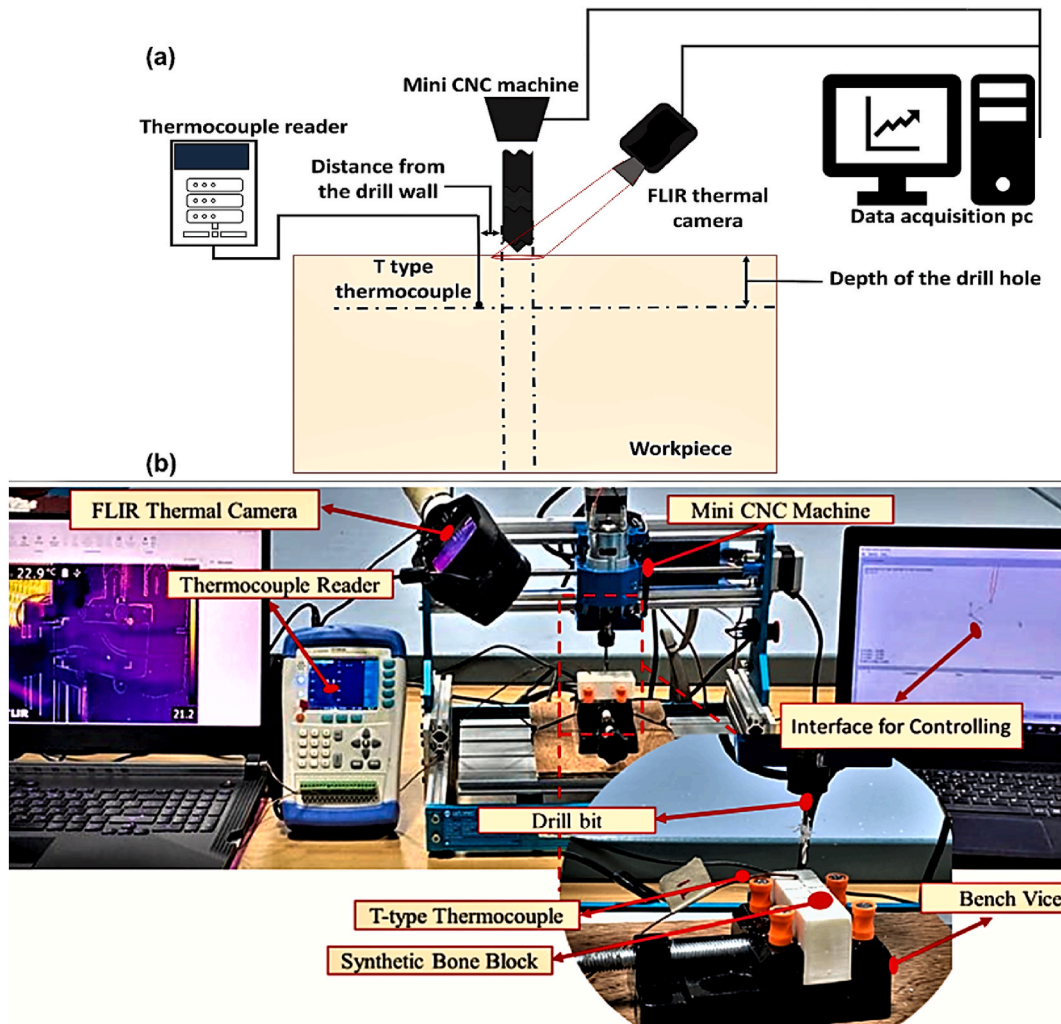 (a)
Mini CNC machine
Thermocouple reader
Distance from
the drill wall
FLIR thermal
camera
Data acquisition pc
T type
thermocouple
Depth of the drill hole
Workpiece
(b)
FLIR Thermal Camera
Mini CNC Machine
22.9°C
Thermocouple Reader
21.2
Interface for Controlling
Drill bit
T-type Thermocouple
Bench Vice
Synthetic Bone Block